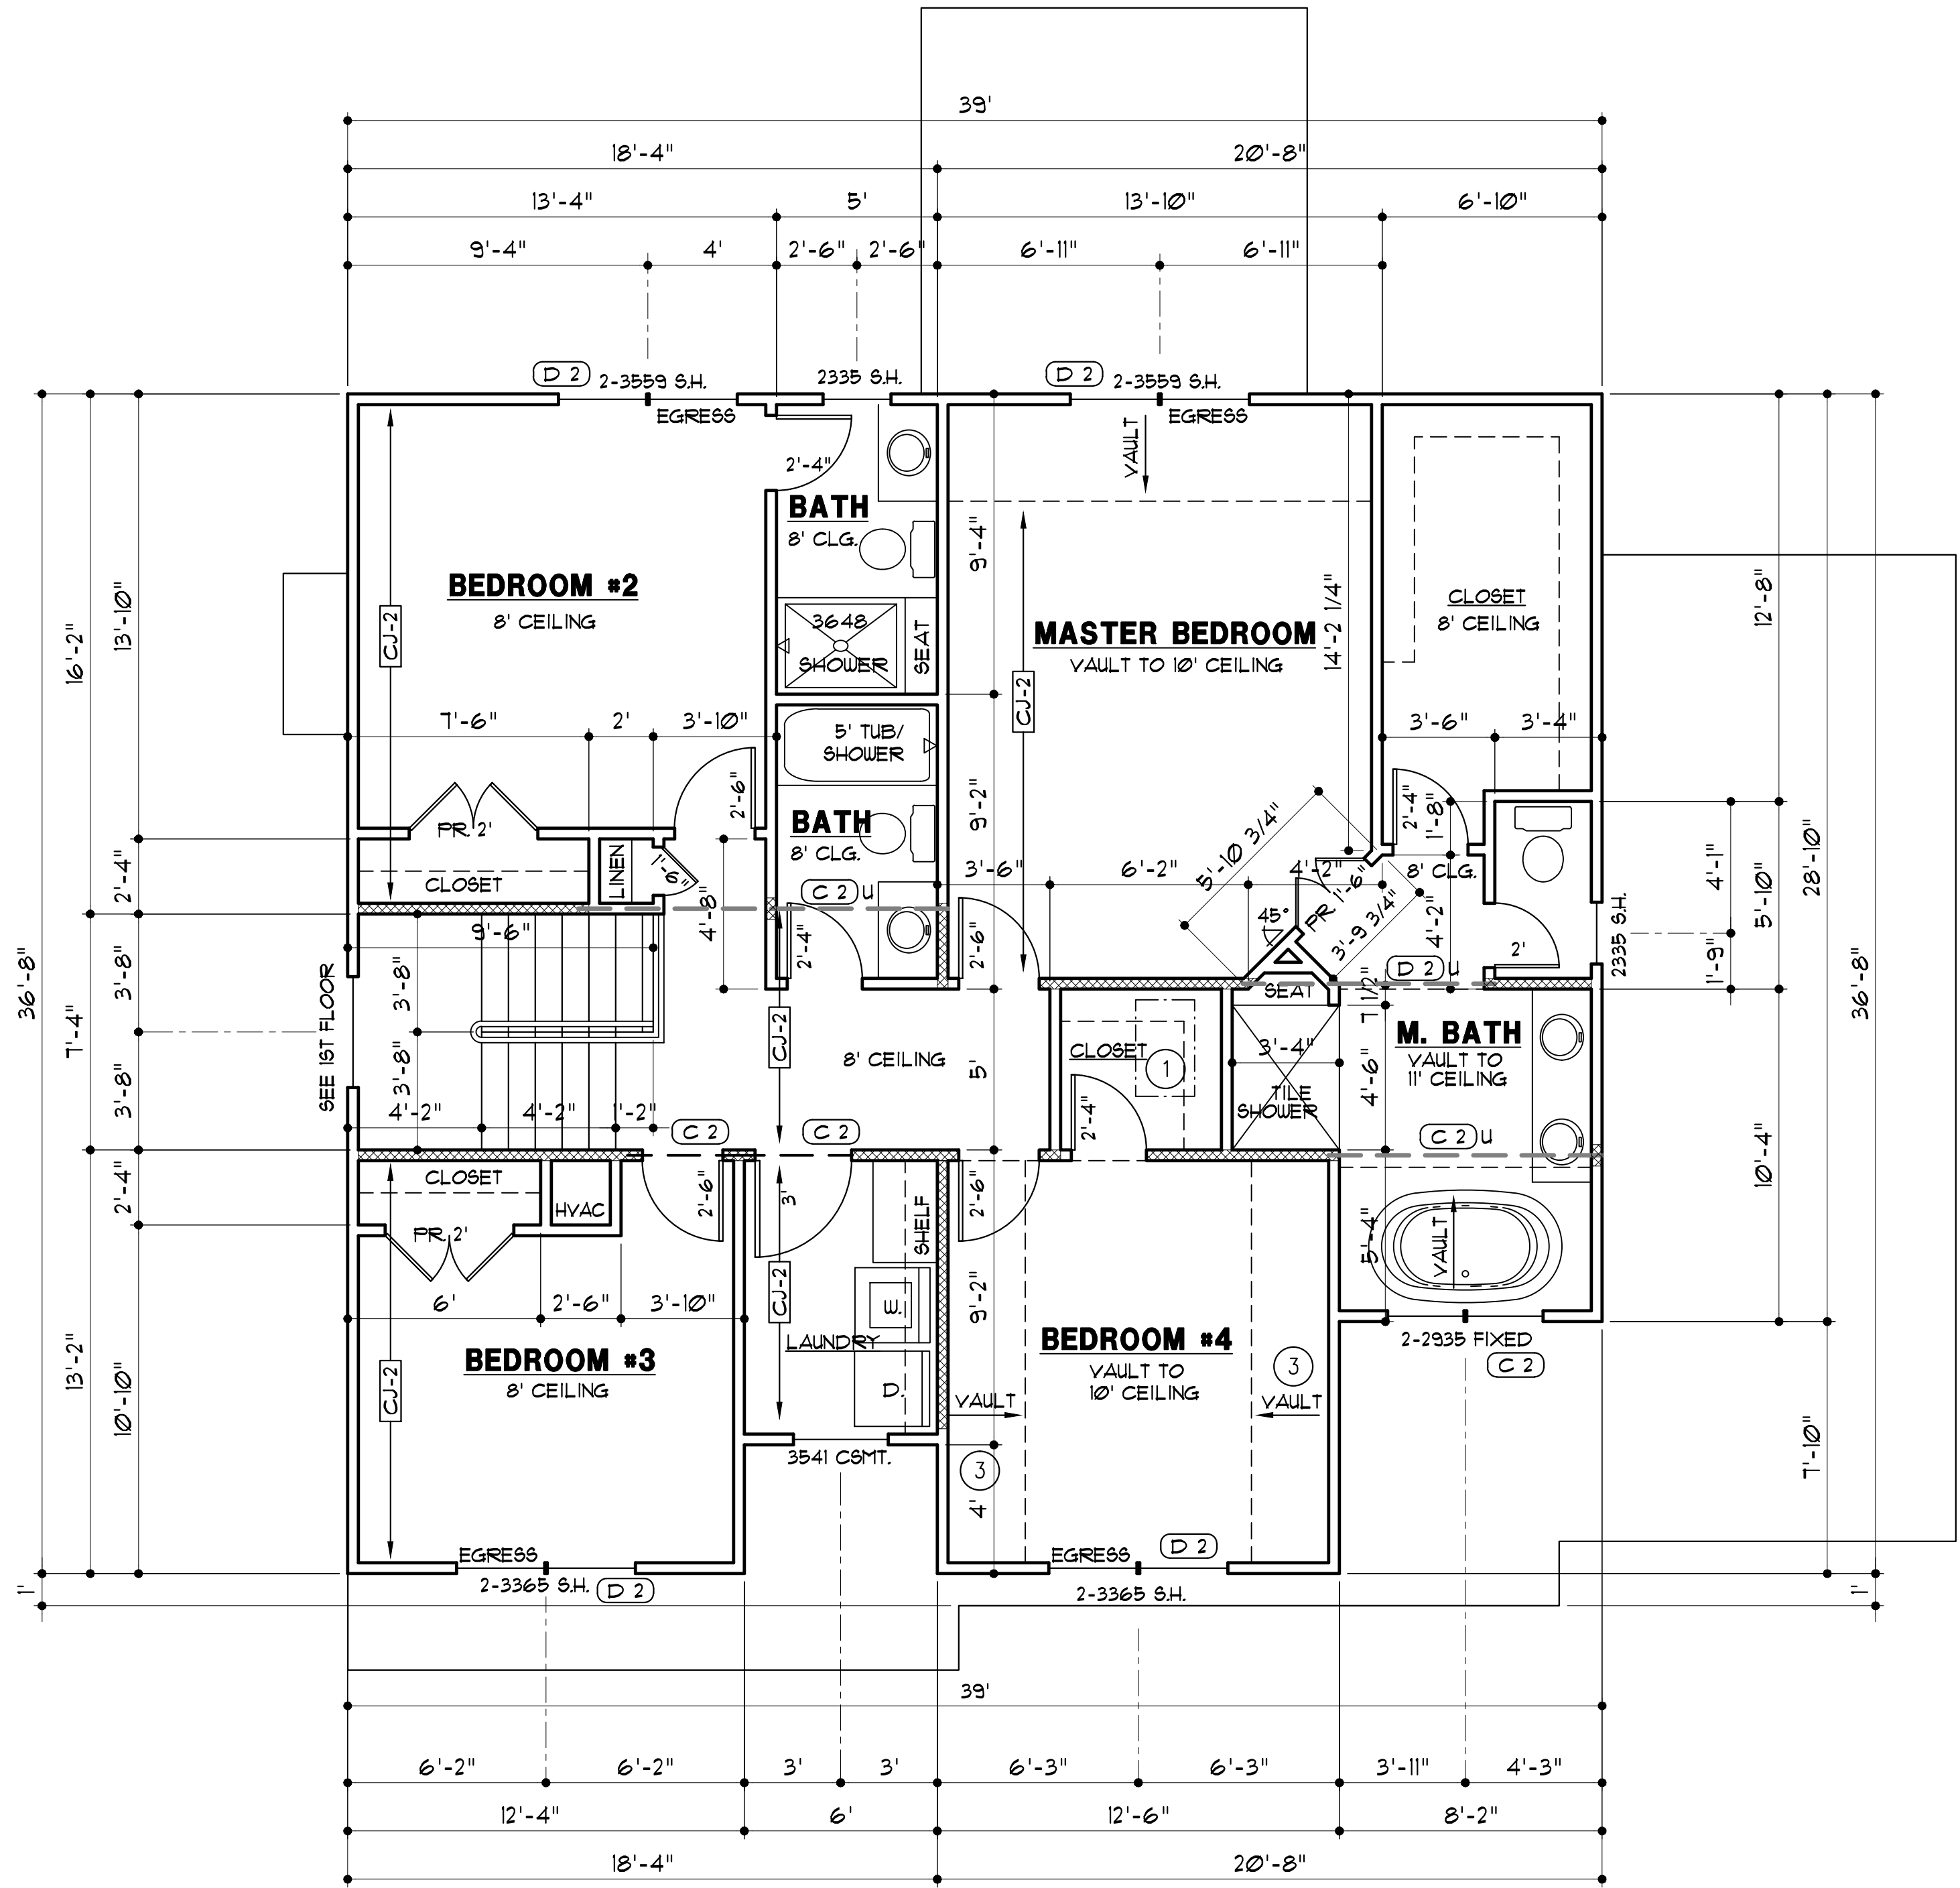 39'
18'-4"
20'-8"
13'-4"
5'
13'-10"
6'-10"
9'-4"
4'
2'-6"
2'-6"
6'-11"
6'-11"
D 2
2-3559 S.H.
EGRESS
2335 S.H.
D 2
2-3559 S.H.
EGRESS
2'-4"
VAULT
BATH
8' CLG.
9'-4"
BEDROOM #2
8' CEILING
CJ-2
3648
SHOWER
SEAT
MASTER BEDROOM
VAULT TO 10' CEILING
CJ-2
14'-2 1/4"
CLOSET
8' CEILING
12'-8"
13'-10"
16'-2"
7'-6"
2'
3'-10"
5' TUB/
SHOWER
3'-6"
3'-4"
2'-6"
9'-2"
2'-4"
1'-8"
PR. 2'
BATH
8' CLG.
5'-10 3/4"
LINEN
1'-6"
CLOSET
C 2 U
3'-6"
6'-2"
4'-2"
8' CLG.
2'-4"
4'-8"
PR 1'-6"
45°
3'-9 3/4"
4'-2"
4'-1"
5'-10"
28'-10"
9'-6"
2'-4"
2'-6"
2'
2335 S.H.
D 2 U
1'-9"
36'-8"
36'-8"
7'-4"
3'-8"
3'-8"
3'-8"
3'-8"
SEE 1ST FLOOR
SEAT
7 1/2"
CJ-2
8' CEILING
5'
CLOSET
1
3'-4"
TILE
SHOWER
4'-6"
M. BATH
VAULT TO
11' CEILING
4'-2"
4'-2"
1'-2"
C 2
C 2
2'-4"
C 2 U
10'-4"
CLOSET
2'-4"
HVAC
2'-6"
3'
SHELF
2'-6"
PR. 2'
5'-4"
VAULT
6'
2'-6"
3'-10"
CJ-2
W.
9'-2"
LAUNDRY
D.
BEDROOM #3
8' CEILING
CJ-2
BEDROOM #4
VAULT TO
10' CEILING
3
VAULT
VAULT
2-2935 FIXED
C 2
13'-2"
10'-10"
3541 CSMT.
3
4'
7'-10"
EGRESS
2-3365 S.H.
D 2
EGRESS
D 2
2-3365 S.H.
1'
1'
39'
6'-2"
6'-2"
3'
3'
6'-3"
6'-3"
3'-11"
4'-3"
12'-4"
6'
12'-6"
8'-2"
18'-4"
20'-8"